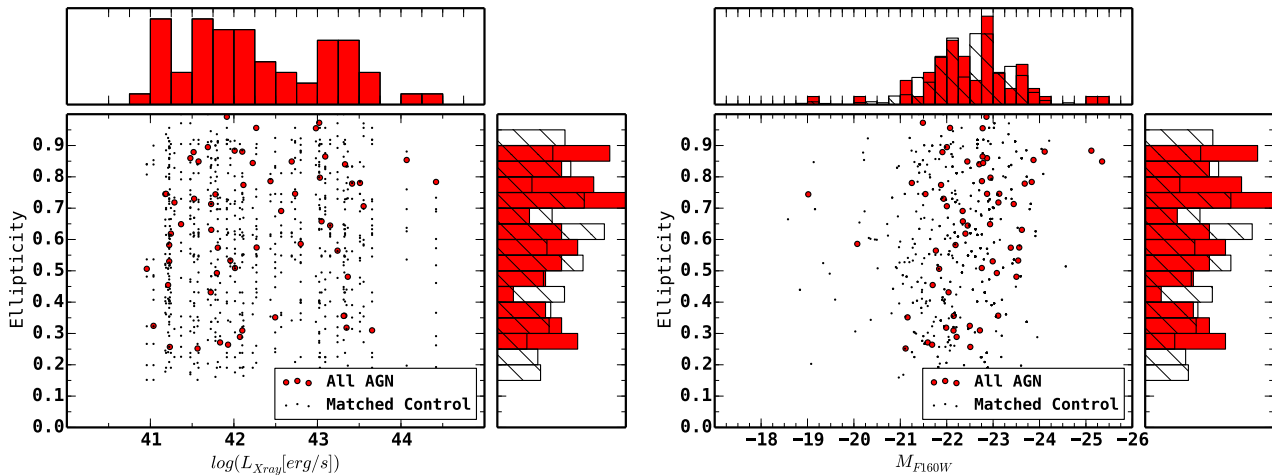 0.9
0.8
0.7
0.6
0.5
0.4
0.3
0.2
0.1
0.0
Ellipticity
41 42 43 44
log(L_Xray[erg/s])
All AGN
Matched Control
0.9
0.8
0.7
0.6
0.5
0.4
0.3
0.2
0.1
0.0
Ellipticity
−18 −19 −20 −21 −22 −23 −24 −25 −26
M_F160W
All AGN
Matched Control